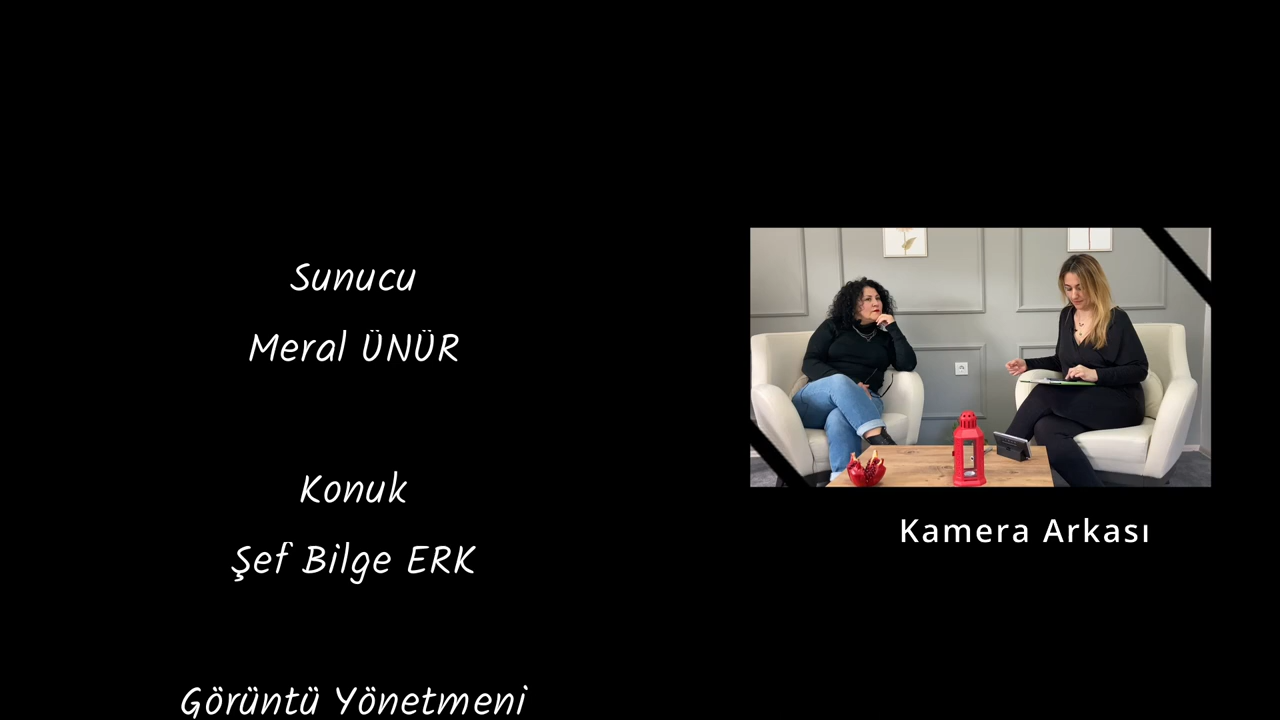 Sunucu
Meral ÜNÜR
Konuk
Şef Bilge ERK
Görüntü Yönetmeni
Kamera Arkası